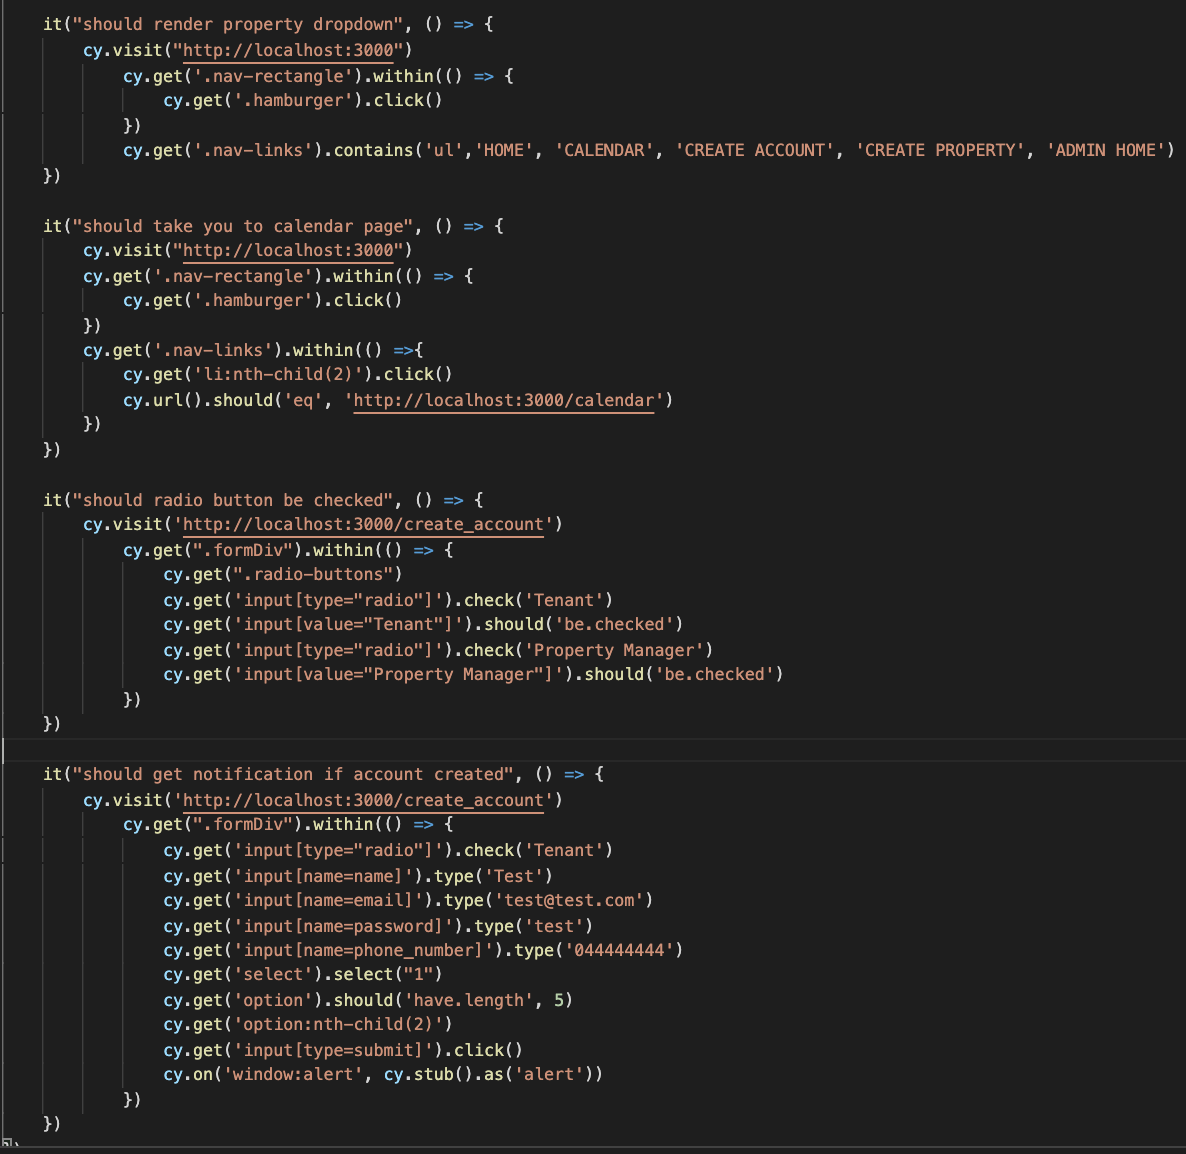 it("should render property dropdown", () => {
cy.visit("http://localhost:3000")
cy.get('.nav-rectangle').within(() => {
cy.get('.hamburger').click()
})
cy.get('.nav-links').contains('ul','HOME', 'CALENDAR', 'CREATE ACCOUNT', 'CREATE PROPERTY', 'ADMIN HOME')
})
it("should take you to calendar page", () => {
cy.visit("http://localhost:3000")
cy.get('.nav-rectangle').within(() => {
cy.get('.hamburger').click()
})
cy.get('.nav-links').within(() =>{
cy.get('li:nth-child(2)').click()
cy.url().should('eq', 'http://localhost:3000/calendar')
})
})
it("should radio button be checked", () => {
cy.visit('http://localhost:3000/create_account')
cy.get(".formDiv").within(() => {
cy.get(".radio-buttons")
cy.get('input[type="radio"]').check('Tenant')
cy.get('input[value="Tenant"]').should('be.checked')
cy.get('input[type="radio"]').check('Property Manager')
cy.get('input[value="Property Manager"]').should('be.checked')
})
})
it("should get notification if account created", () => {
cy.visit('http://localhost:3000/create_account')
cy.get(".formDiv").within(() => {
cy.get('input[type="radio"]').check('Tenant')
cy.get('input[name=name]').type('Test')
cy.get('input[name=email]').type('test@test.com')
cy.get('input[name=password]').type('test')
cy.get('input[name=phone_number]').type('044444444')
cy.get('select').select("1")
cy.get('option').should('have.length', 5)
cy.get('option:nth-child(2)')
cy.get('input[type=submit]').click()
cy.on('window:alert', cy.stub().as('alert'))
})
})